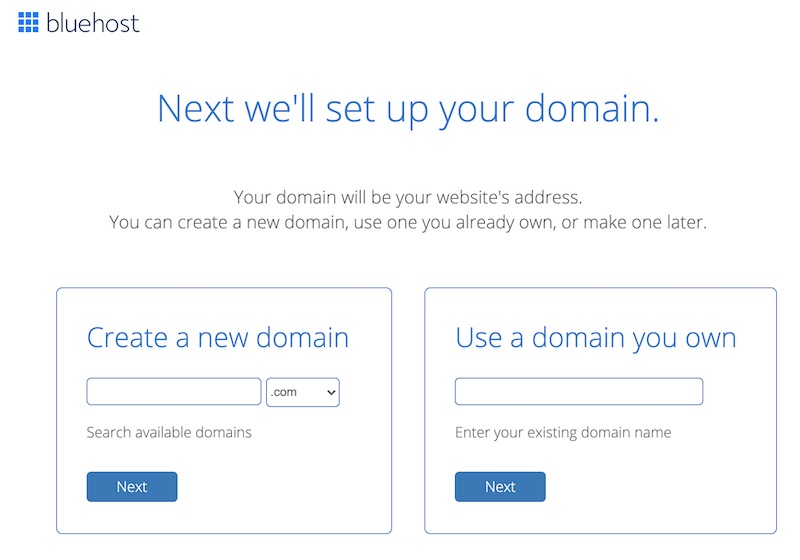 bluehost
Next we'll set up your domain.
Your domain will be your website's address.
You can create a new domain, use one you already own, or make one later.
Create a new domain
.com
Search available domains
Next
Use a domain you own
Enter your existing domain name
Next